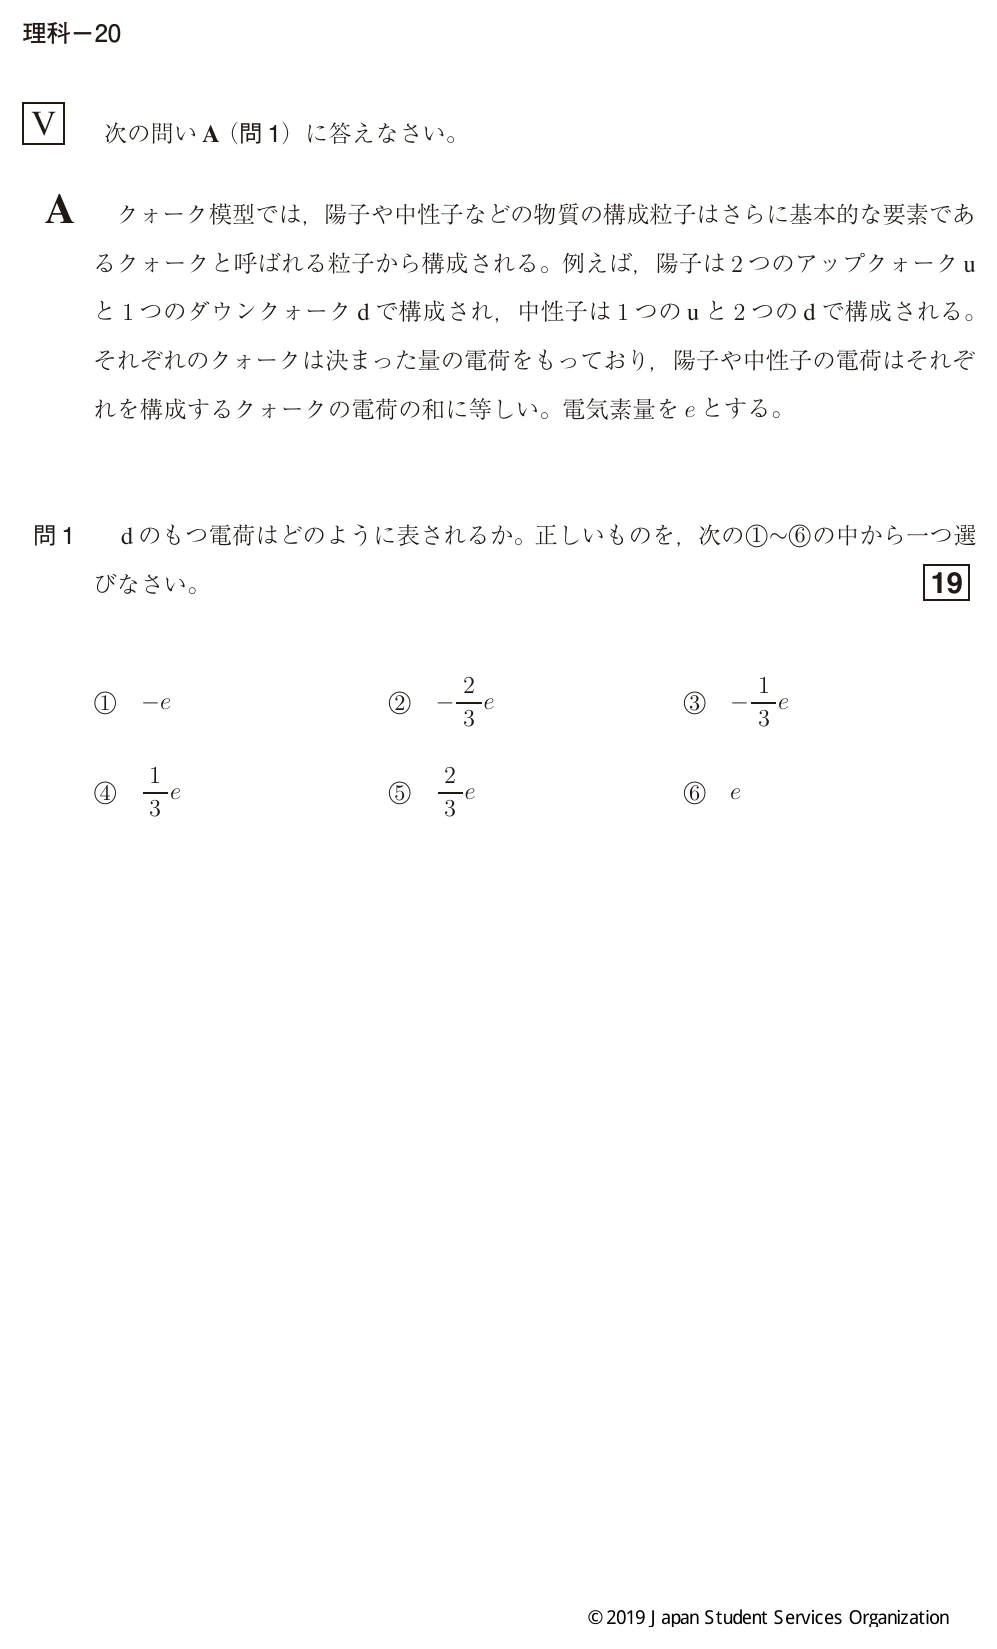 理科－20
V 次の問い A（問 1）に答えなさい。
A クォーク模型では，陽子や中性子などの物質の構成粒子はさらに基本的な要素であ
るクォークと呼ばれる粒子から構成される。例えば，陽子は 2 つのアップクォーク u
と 1 つのダウンクォーク d で構成され，中性子は 1 つの u と 2 つの d で構成される。
それぞれのクォークは決まった量の電荷をもっており，陽子や中性子の電荷はそれぞ
れを構成するクォークの電荷の和に等しい。電気素量を e とする。
問 1 d のもつ電荷はどのように表されるか。正しいものを，次の①～⑥の中から一つ選
びなさい。 19
① −e ② −2/3 e ③ −1/3 e
④ 1/3 e ⑤ 2/3 e ⑥ e
© 2019 Japan Student Services Organization